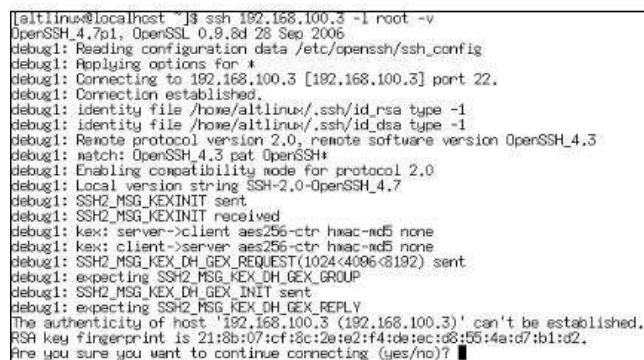 [altlinux@localhost ~]$ ssh 192.168.100.3 -l root -v
OpenSSH_4.7p1, OpenSSL 0.9.8d 28 Sep 2006
debug1: Reading configuration data /etc/openssh/ssh_config
debug1: Applying options for *
debug1: Connecting to 192.168.100.3 [192.168.100.3] port 22.
debug1: Connection established.
debug1: identity file /home/altlinux/.ssh/id_rsa type -1
debug1: identity file /home/altlinux/.ssh/id_dsa type -1
debug1: Remote protocol version 2.0, remote software version OpenSSH_4.3
debug1: match: OpenSSH_4.3 pat OpenSSH*
debug1: Enabling compatibility mode for protocol 2.0
debug1: Local version string SSH-2.0-OpenSSH_4.7
debug1: SSH2_MSG_KEXINIT sent
debug1: SSH2_MSG_KEXINIT received
debug1: kex: server->client aes256-ctr hmac-md5 none
debug1: kex: client->server aes256-ctr hmac-md5 none
debug1: SSH2_MSG_KEX_DH_GEX_REQUEST(1024<4096<8192) sent
debug1: expecting SSH2_MSG_KEX_DH_GEX_GROUP
debug1: SSH2_MSG_KEX_DH_GEX_INIT sent
debug1: expecting SSH2_MSG_KEX_DH_GEX_REPLY
The authenticity of host '192.168.100.3 (192.168.100.3)' can't be established.
RSA key fingerprint is 21:8b:07:cf:8c:2e:e2:f4:de:ec:d8:55:4a:d7:b1:d2.
Are you sure you want to continue connecting (yes/no)?